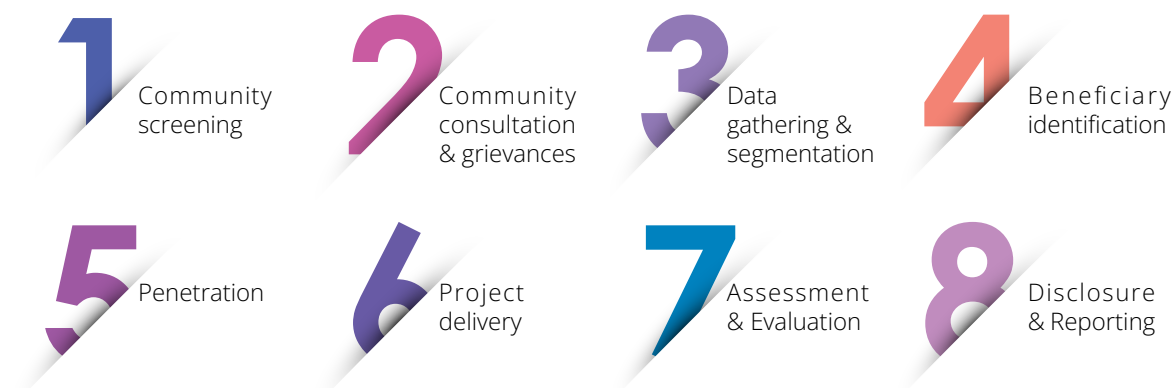 1
Community
screening
2
Community
consultation
& grievances
3
Data
gathering &
segmentation
4
Beneficiary
identification
5
Penetration
6
Project
delivery
7
Assessment
& Evaluation
8
Disclosure
& Reporting